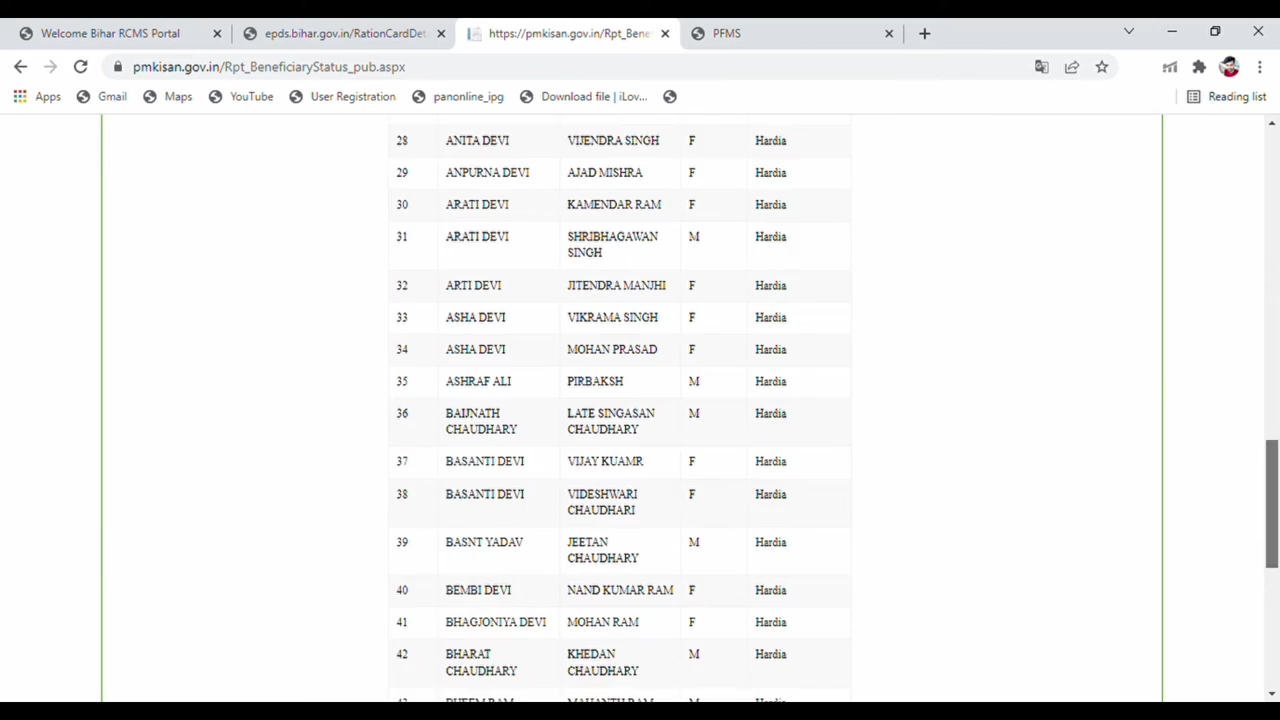 Welcome Bihar RCMS Portal
epds.bihar.gov.in/RationCardDet
https://pmkisan.gov.in/Rpt_Bene
PFMS
pmkisan.gov.in/Rpt_BeneficiaryStatus_pub.aspx
Apps Gmail Maps YouTube User Registration panonline_ipg Download file | iLov... Reading list
28 ANITA DEVI VIJENDRA SINGH F Hardia
29 ANPURNA DEVI AJAD MISHRA F Hardia
30 ARATI DEVI KAMENDAR RAM F Hardia
31 ARATI DEVI SHRIBHAGAWAN M Hardia
SINGH
32 ARTI DEVI JITENDRA MANJHI F Hardia
33 ASHA DEVI VIKRAMA SINGH F Hardia
34 ASHA DEVI MOHAN PRASAD F Hardia
35 ASHRAF ALI PIRBAKSH M Hardia
36 BAIJNATH LATE SINGASAN M Hardia
CHAUDHARY CHAUDHARY
37 BASANTI DEVI VIJAY KUAMR F Hardia
38 BASANTI DEVI VIDESHWARI F Hardia
CHAUDHARI
39 BASNT YADAV JEETAN M Hardia
CHAUDHARY
40 BEMBI DEVI NAND KUMAR RAM F Hardia
41 BHAGJONIYA DEVI MOHAN RAM F Hardia
42 BHARAT KHEDAN M Hardia
CHAUDHARY CHAUDHARY